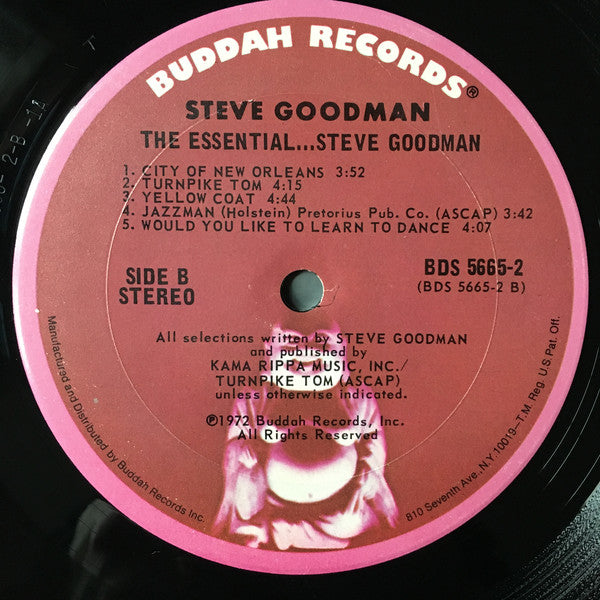 BUDDAH RECORDS®
STEVE GOODMAN
THE ESSENTIAL...STEVE GOODMAN
1. CITY OF NEW ORLEANS 3:52
2. TURNPIKE TOM 4:15
3. YELLOW COAT 4:44
4. JAZZMAN (Holstein) Pretorius Pub. Co. (ASCAP) 3:42
5. WOULD YOU LIKE TO LEARN TO DANCE 4:07
SIDE B
STEREO
BDS 5665-2
(BDS 5665-2 B)
All selections written by STEVE GOODMAN
and published by
KAMA RIPPA MUSIC, INC./
TURNPIKE TOM (ASCAP)
unless otherwise indicated.
℗1972 Buddah Records, Inc.
All Rights Reserved
Manufactured and Distributed by Buddah Records Inc.
810 Seventh Ave., N.Y. 10019–T.M. Reg. U.S. Pat. Off.